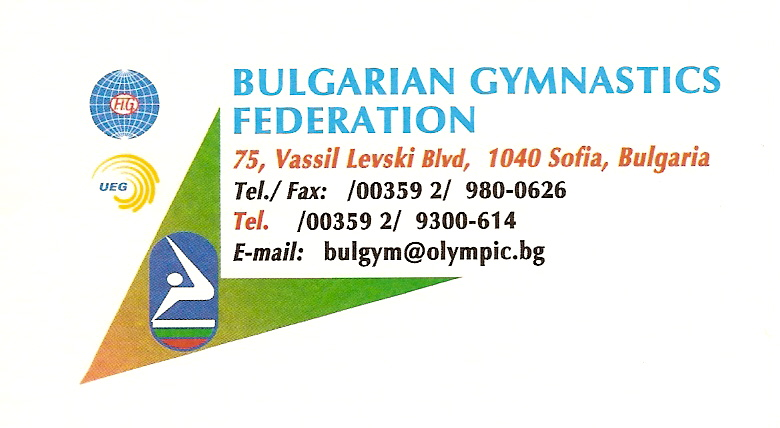 FIG
UEG
BULGARIAN GYMNASTICS
FEDERATION
75, Vassil Levski Blvd, 1040 Sofia, Bulgaria
Tel./ Fax: /00359 2/ 980-0626
Tel. /00359 2/ 9300-614
E-mail: bulgym@olympic.bg